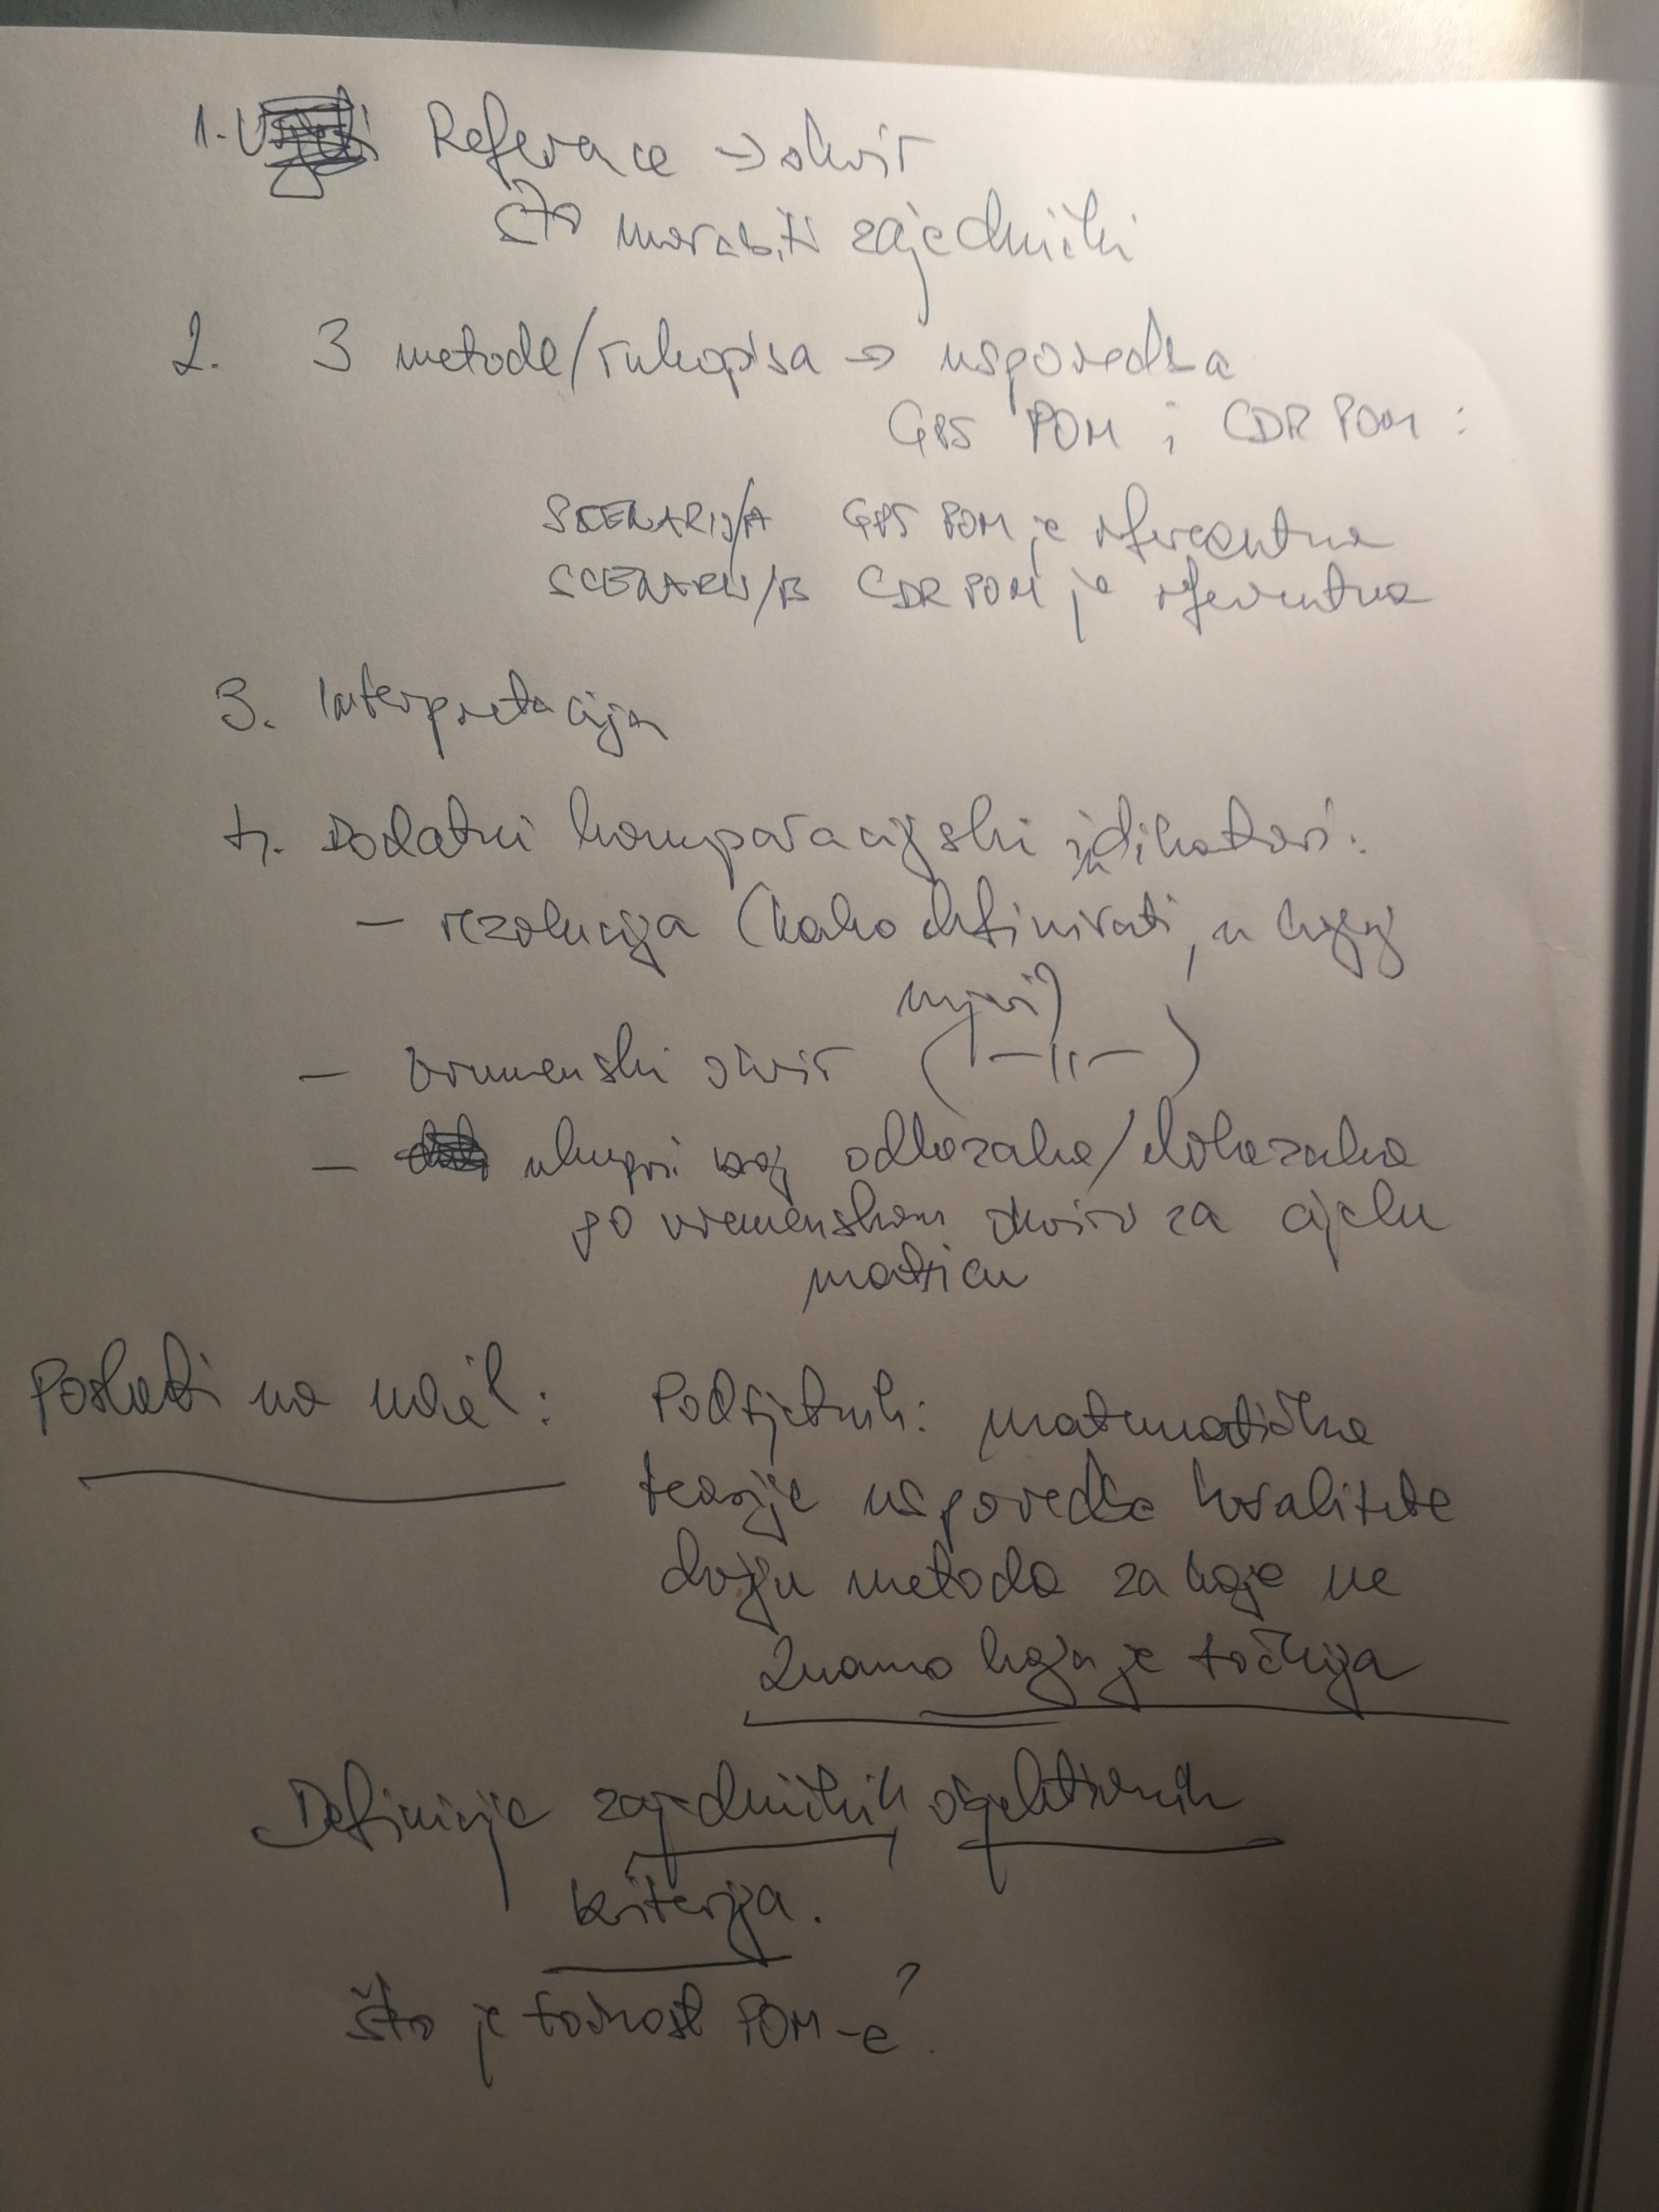 1. Reference → okvir
što mora biti zajednički
2. 3 metode/rukopisa → usporedba
GPS POM i CDR POM:
SCENARIJ/A GPS POM je referentna
SCENARIJ/B CDR POM je referentna
3. Interpretacija
4. Dodatni komparacijski indikatori:
- rezolucija (kako definirati, u kojoj
mjeri)
- vremenski okvir (-11-)
- ukupni broj odlazaka/dolazaka
po vremenskom okviru za cijelu
matricu
Poslati na mail: Podsjetnik: matematičke
teorije usporedbe kvalitete
dviju metoda za koje ne
znamo koja je točnija
Definicije zajedničkih, objektivnih
kriterija.
Što je točnost POM-e?